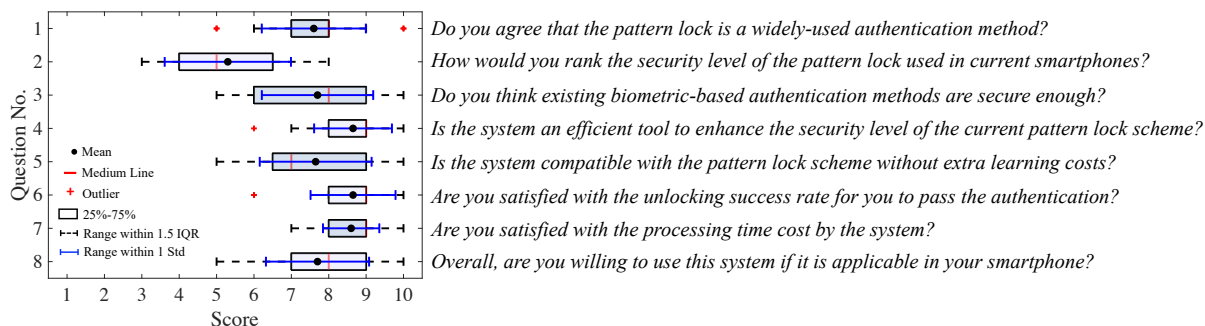 1 Do you agree that the pattern lock is a widely-used authentication method?
2 How would you rank the security level of the pattern lock used in current smartphones?
3 Do you think existing biometric-based authentication methods are secure enough?
4 Is the system an efficient tool to enhance the security level of the current pattern lock scheme?
5 Is the system compatible with the pattern lock scheme without extra learning costs?
6 Are you satisfied with the unlocking success rate for you to pass the authentication?
7 Are you satisfied with the processing time cost by the system?
8 Overall, are you willing to use this system if it is applicable in your smartphone?
Question No.
Mean
Medium Line
Outlier
25%-75%
Range within 1.5 IQR
Range within 1 Std
1 2 3 4 5 6 7 8 9 10
Score